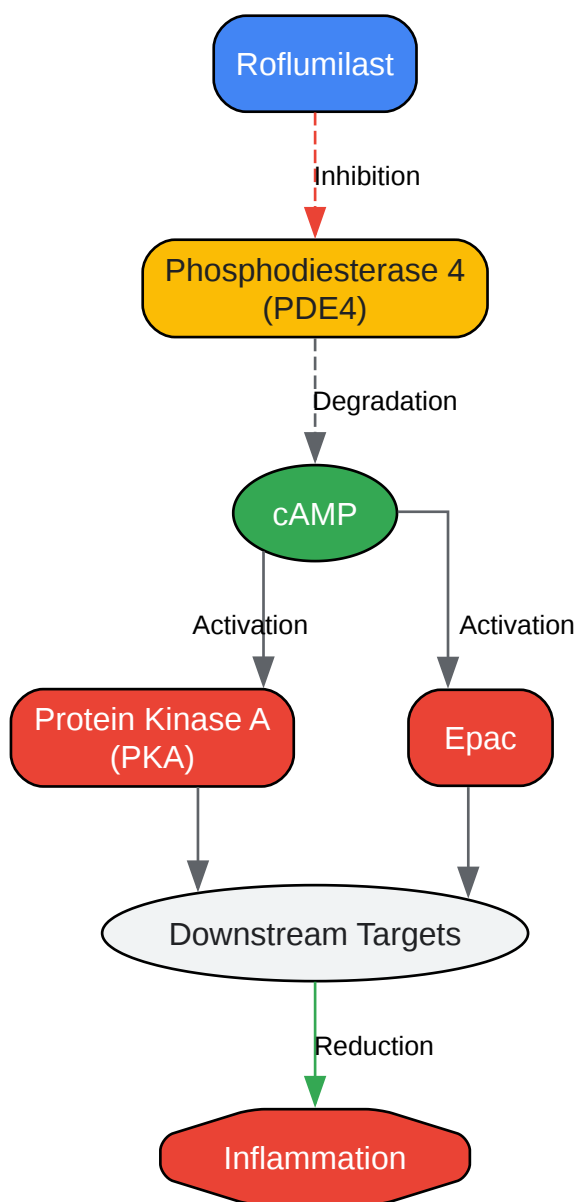 Roflumilast
Inhibition
Phosphodiesterase 4
(PDE4)
Degradation
cAMP
Activation
Activation
Protein Kinase A
(PKA)
Epac
Downstream Targets
Reduction
Inflammation